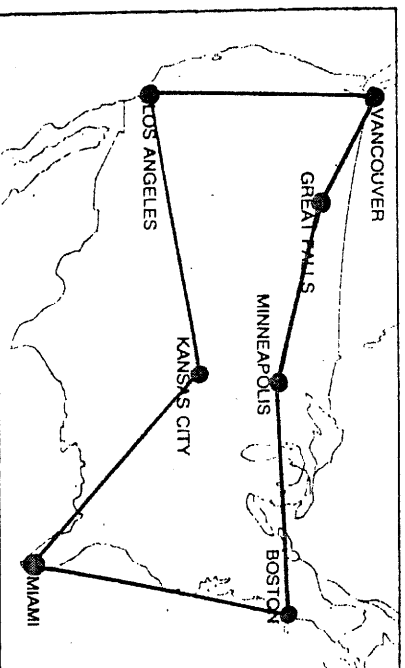 VANCOUVER
GREAT FALLS
MINNEAPOLIS
BOSTON
LOS ANGELES
KANSAS CITY
MIAMI